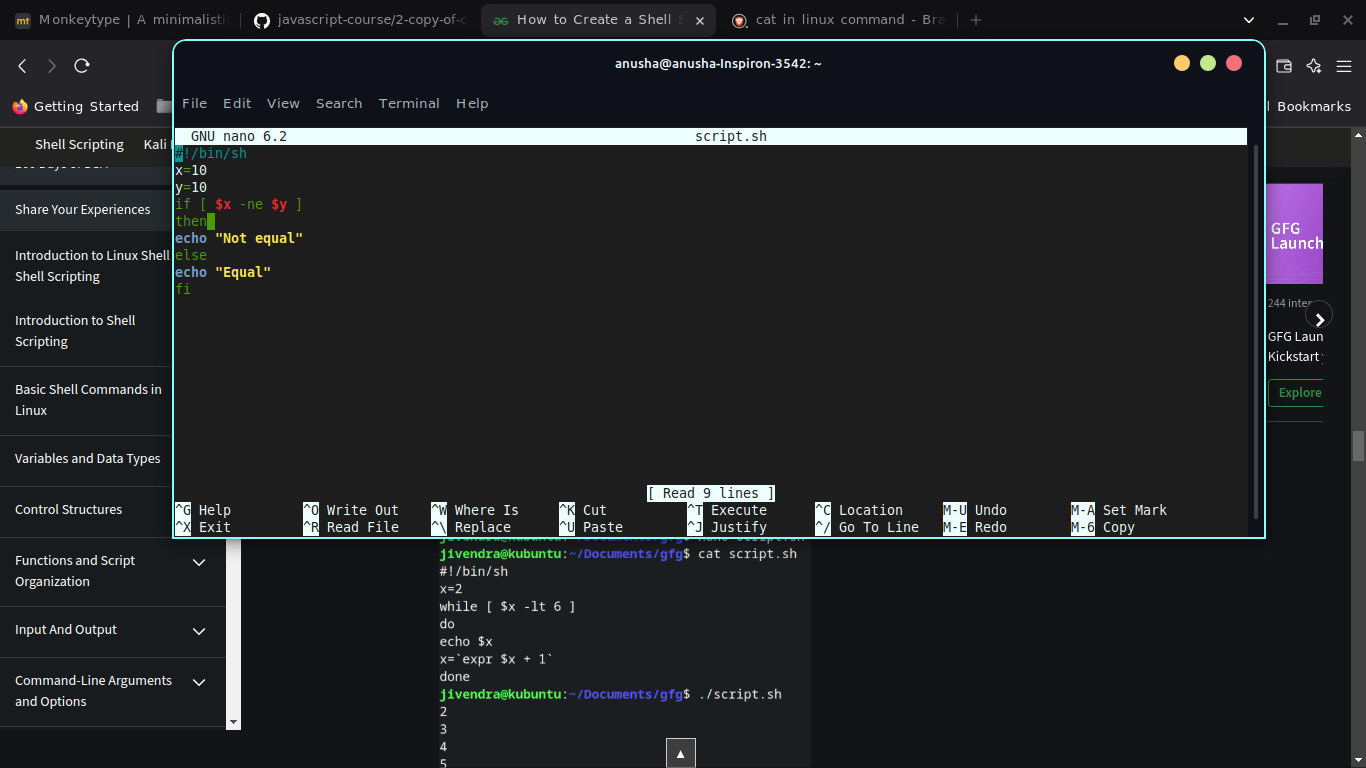 Monkeytype | A minimalisti
javascript-course/2-copy-of-c
How to Create a Shell S
cat in linux command - Bra
anusha@anusha-Inspiron-3542: ~
Getting Started
Bookmarks
File Edit View Search Terminal Help
Shell Scripting
Kali
GNU nano 6.2 script.sh
#!/bin/sh
x=10
y=10
if [ $x -ne $y ]
then
echo "Not equal"
else
echo "Equal"
fi
[ Read 9 lines ]
^G Help ^O Write Out ^W Where Is ^K Cut ^T Execute ^C Location M-U Undo M-A Set Mark
^X Exit ^R Read File ^\ Replace ^U Paste ^J Justify ^/ Go To Line M-E Redo M-6 Copy
Share Your Experiences
Introduction to Linux Shell
Shell Scripting
Introduction to Shell
Scripting
Basic Shell Commands in
Linux
Variables and Data Types
Control Structures
Functions and Script
Organization
Input And Output
Command-Line Arguments
and Options
GFG
Launch
244 inter
GFG Laun
Kickstart
Explore
jivendra@kubuntu:~/Documents/gfg$ cat script.sh
#!/bin/sh
x=2
while [ $x -lt 6 ]
do
echo $x
x=`expr $x + 1`
done
jivendra@kubuntu:~/Documents/gfg$ ./script.sh
2
3
4
5